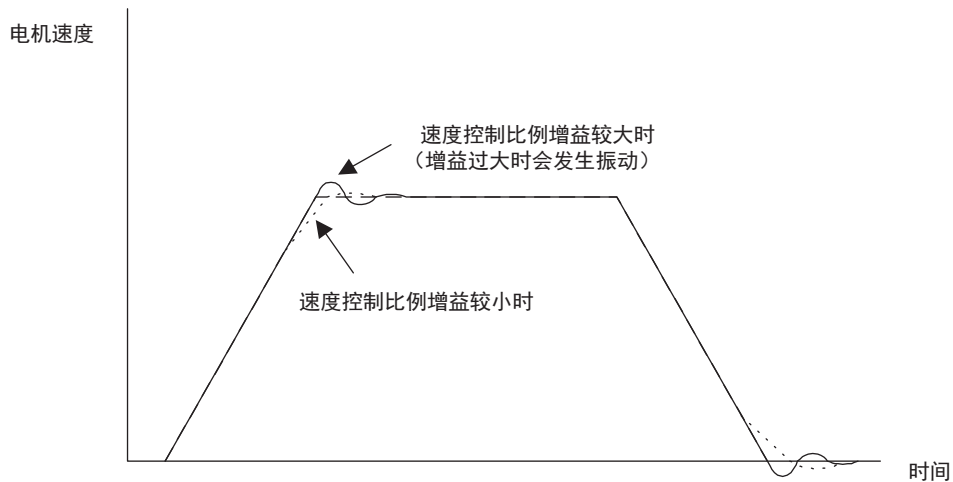 电机速度
速度控制比例增益较大时
（增益过大时会发生振动）
速度控制比例增益较小时
时间